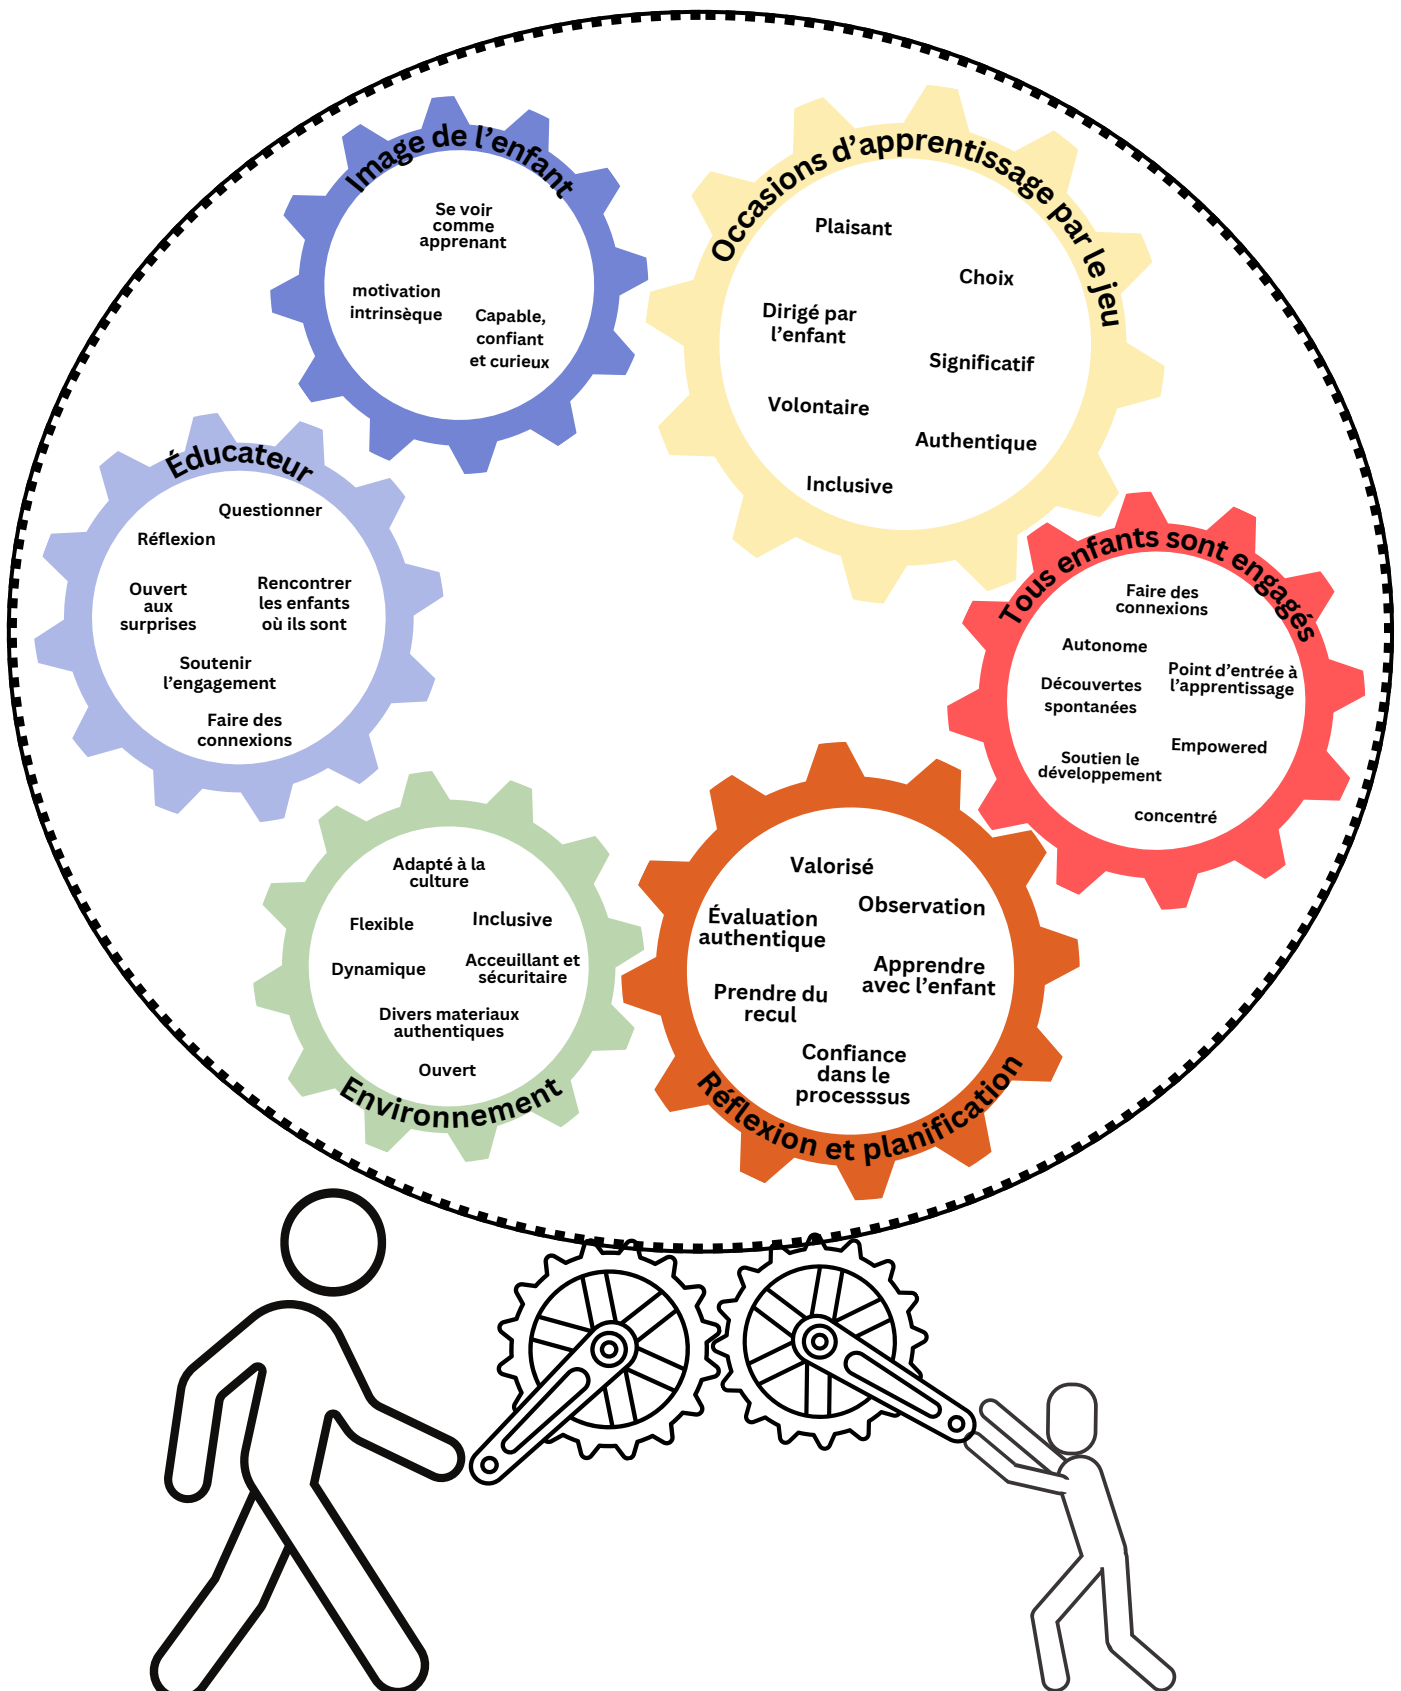 Image de l'enfant
Se voir
comme
apprenant
motivation
intrinsèque
Capable,
confiant
et curieux
Occasions d'apprentissage par le jeu
Plaisant
Choix
Dirigé par
l'enfant
Significatif
Volontaire
Authentique
Inclusive
Éducateur
Questionner
Réflexion
Ouvert
aux
surprises
Rencontrer
les enfants
où ils sont
Soutenir
l'engagement
Faire des
connexions
Tous enfants sont engagés
Faire des
connexions
Autonome
Point d'entrée à
l'apprentissage
Découvertes
spontanées
Empowered
Soutien le
développement
concentré
Adapté à la
culture
Flexible
Inclusive
Dynamique
Acceuillant et
sécuritaire
Divers materiaux
authentiques
Ouvert
Environnement
Valorisé
Observation
Évaluation
authentique
Apprendre
avec l'enfant
Prendre du
recul
Confiance
dans le
processsus
Réflexion et planification